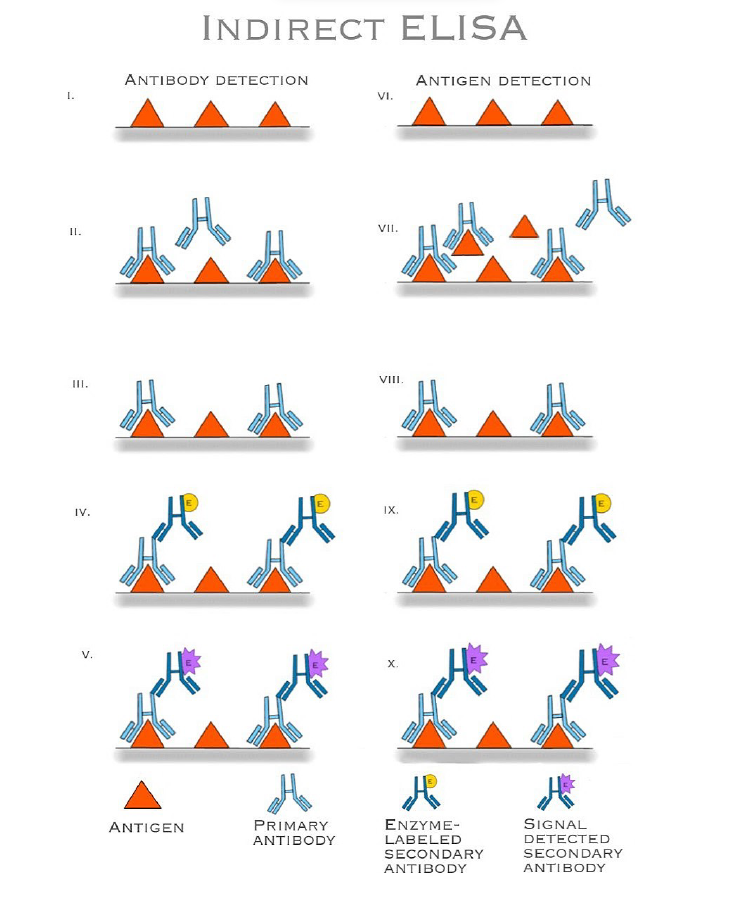 INDIRECT ELISA
ANTIBODY DETECTION
ANTIGEN DETECTION
I.
VI.
II.
VII.
III.
VIII.
IV.
E
E
IX.
E
E
V.
E
E
X.
E
E
E
E
ANTIGEN
PRIMARY
ANTIBODY
ENZYME-
LABELED
SECONDARY
ANTIBODY
SIGNAL
DETECTED
SECONDARY
ANTIBODY